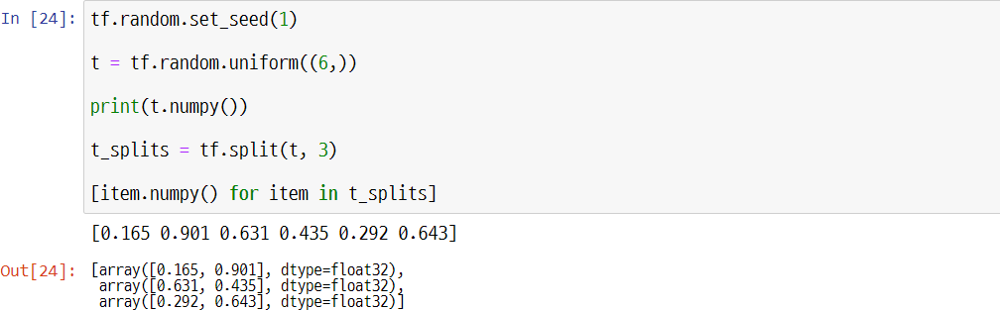 In [24]: tf.random.set_seed(1)
t = tf.random.uniform((6,))
print(t.numpy())
t_splits = tf.split(t, 3)
[item.numpy() for item in t_splits]
[0.165 0.901 0.631 0.435 0.292 0.643]
Out[24]: [array([0.165, 0.901], dtype=float32),
array([0.631, 0.435], dtype=float32),
array([0.292, 0.643], dtype=float32)]